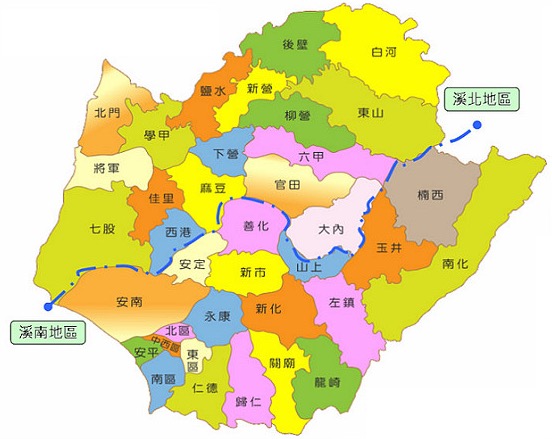 後壁
白河
鹽水
新營
北門
柳營
東山
溪北地區
學甲
下營
六甲
將軍
官田
麻豆
佳里
楠西
七股
西港
善化
大內
玉井
安定
南化
新市
山上
安南
左鎮
新化
永康
溪南地區
北區
中西區
安平
東區
關廟
南區
龍崎
仁德
歸仁